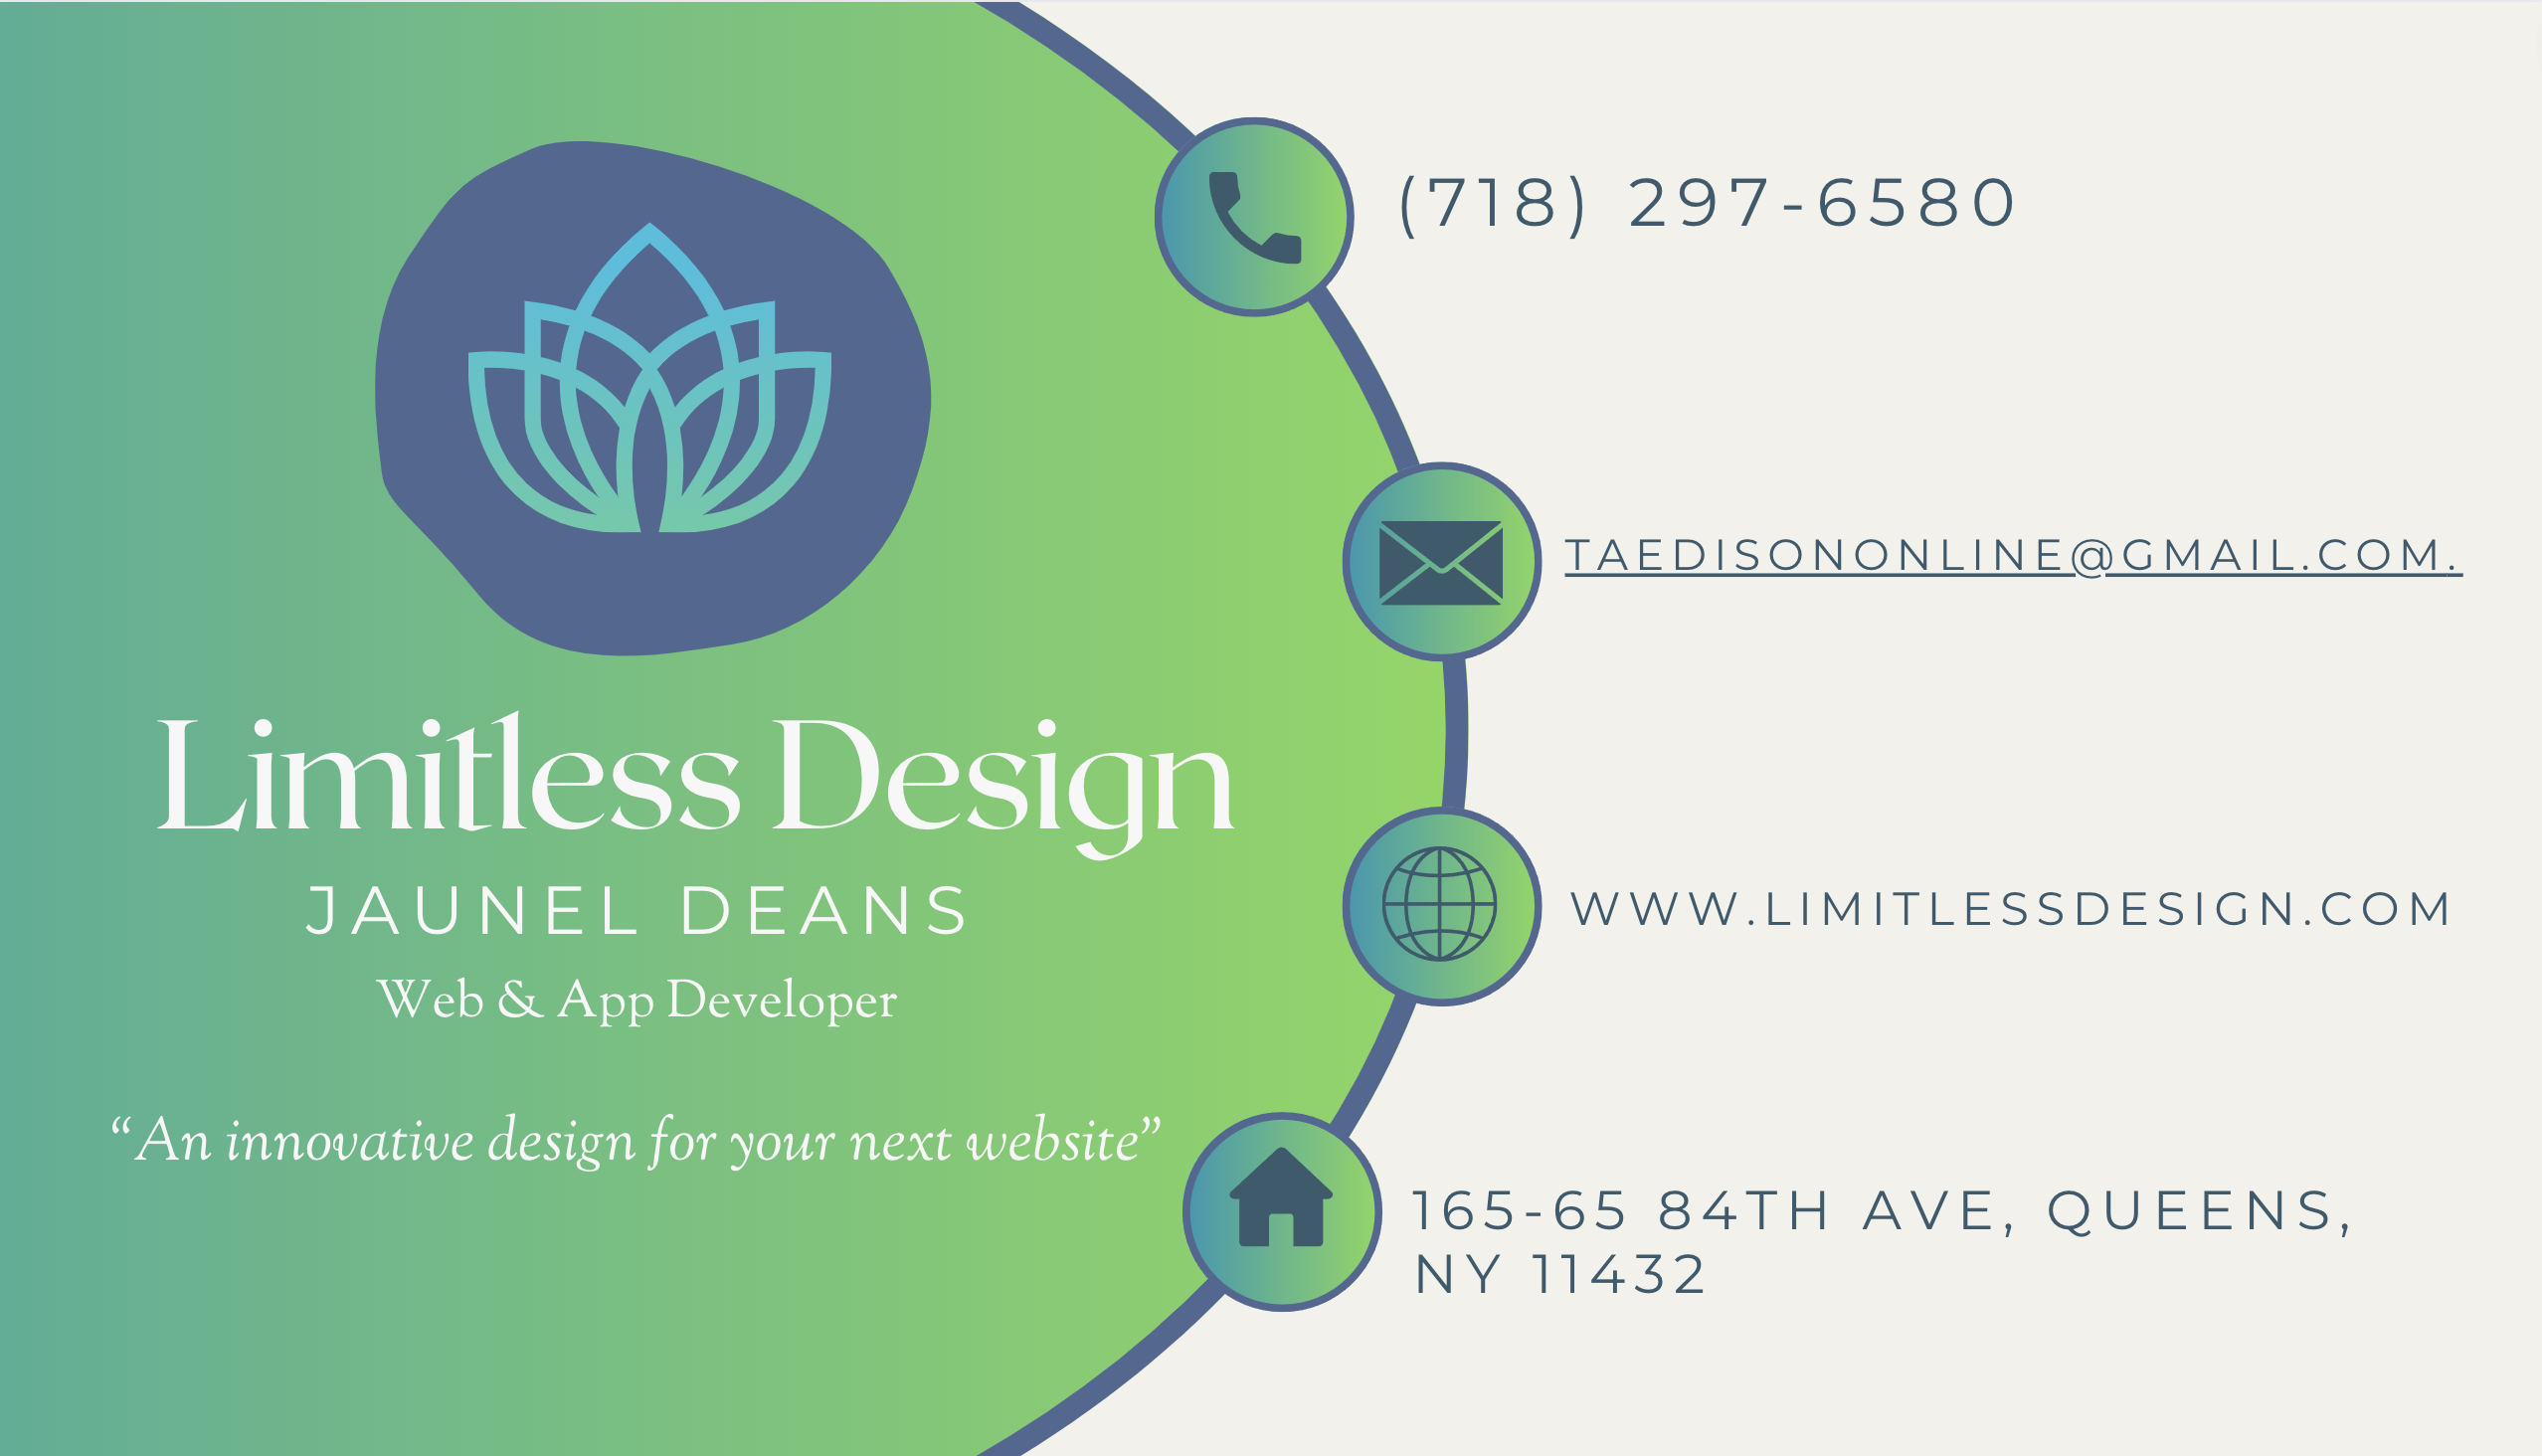 Limitless Design
JAUNEL DEANS
Web & App Developer
“An innovative design for your next website”
(718) 297-6580
TAEDISONONLINE@GMAIL.COM.
WWW.LIMITLESSDESIGN.COM
165-65 84TH AVE, QUEENS,
NY 11432